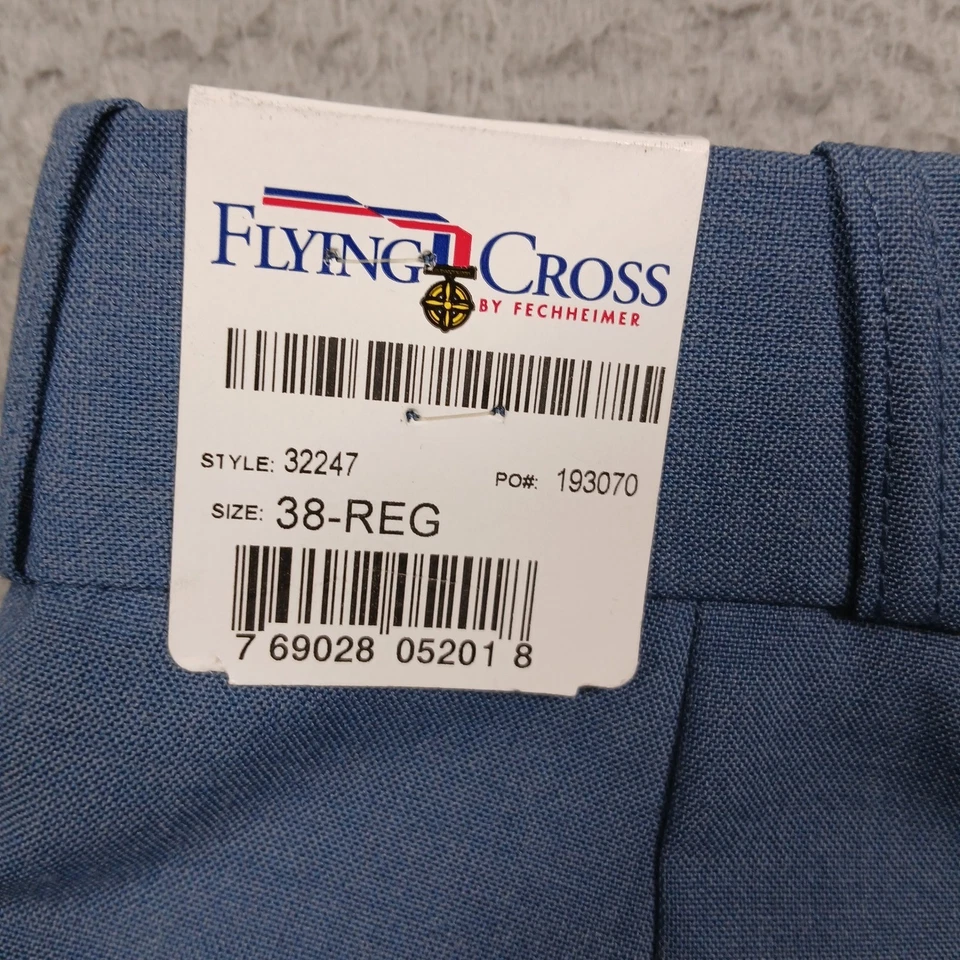 FLYING CROSS
BY FECHHEIMER
STYLE: 32247
PO#: 193070
SIZE: 38-REG
7 69028 05201 8